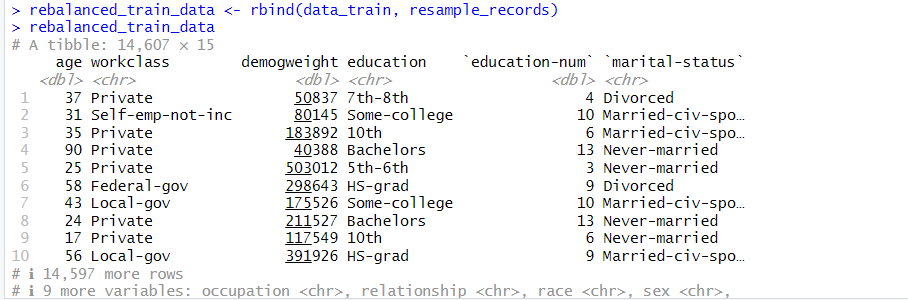 > rebalanced_train_data <- rbind(data_train, resample_records)
> rebalanced_train_data
# A tibble: 14,607 × 15
     age workclass        demogweight education    `education-num` `marital-status`
   <dbl> <chr>                  <dbl> <chr>                  <dbl> <chr>
 1    37 Private                50837 7th-8th                    4 Divorced
 2    31 Self-emp-not-inc       80145 Some-college              10 Married-civ-spo…
 3    35 Private               183892 10th                       6 Married-civ-spo…
 4    90 Private                40388 Bachelors                 13 Never-married
 5    25 Private               503012 5th-6th                    3 Never-married
 6    58 Federal-gov           298643 HS-grad                    9 Divorced
 7    43 Local-gov             175526 Some-college              10 Married-civ-spo…
 8    24 Private               211527 Bachelors                 13 Never-married
 9    17 Private               117549 10th                       6 Never-married
10    56 Local-gov             391926 HS-grad                    9 Married-civ-spo…
# ℹ 14,597 more rows
# ℹ 9 more variables: occupation <chr>, relationship <chr>, race <chr>, sex <chr>,